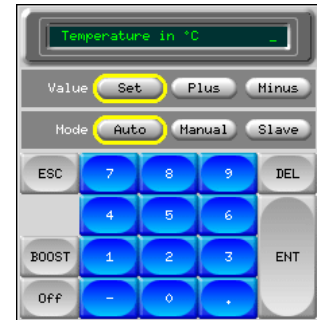 Temperature in °C _
Value Set Plus Minus
Mode Auto Manual Slave
ESC 7 8 9 DEL
4 5 6
BOOST 1 2 3 ENT
Off - 0 .